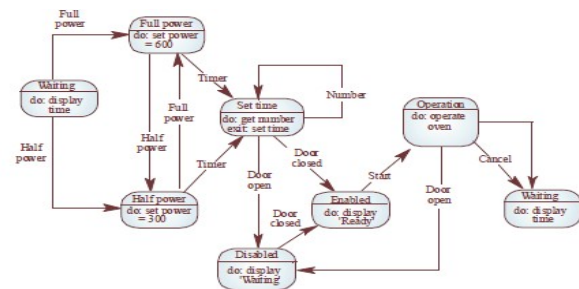 Full
power
Full power
do: set power
= 600
Waiting
do: display
time
Half
power
Half
power
Full
power
Timer
Timer
Half power
do: set power
= 300
Set time
do: get number
exit: set time
Number
Door
open
Door
closed
Door
closed
Start
Enabled
do: display
'Ready'
Disabled
do: display
'Waiting'
Operation
do: operate
oven
Door
open
Cancel
Waiting
do: display
time